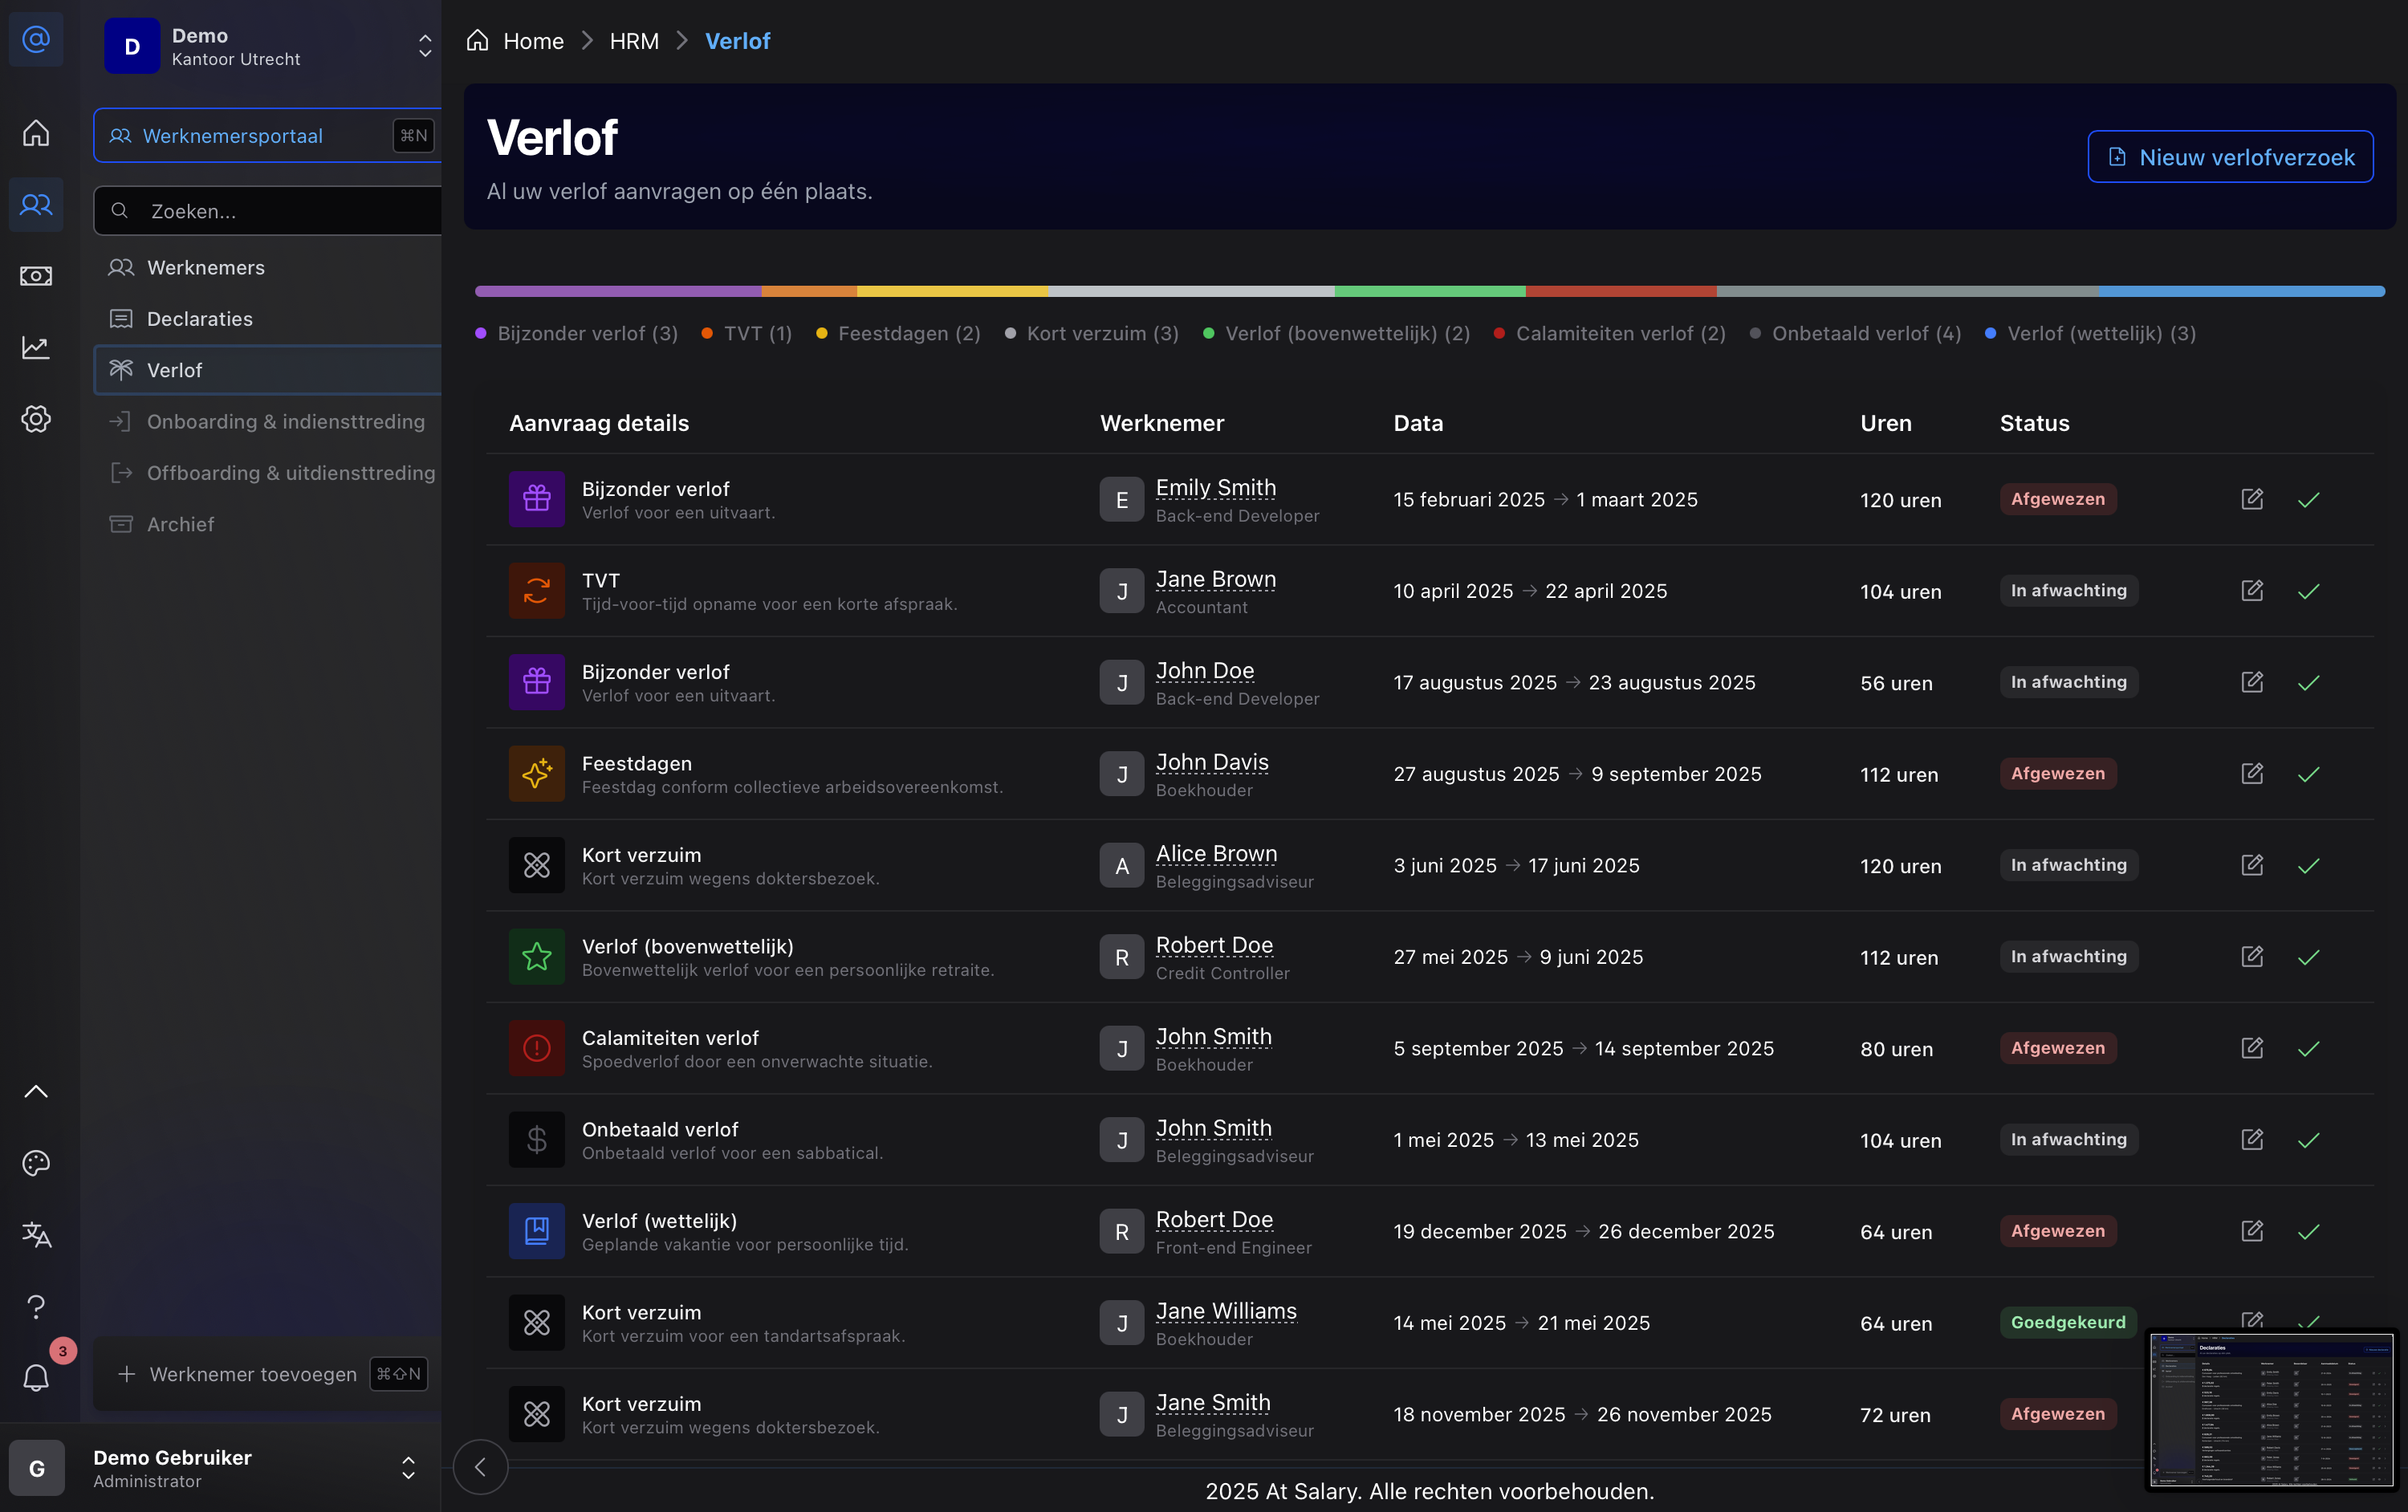 D
Demo
Kantoor Utrecht
Werknemersportaal ⌘N
Zoeken...
Werknemers
Declaraties
Verlof
Onboarding & indiensttreding
Offboarding & uitdiensttreding
Archief
3
Werknemer toevoegen ⌘⇧N
G
Demo Gebruiker
Administrator
Home HRM Verlof
Verlof
Al uw verlof aanvragen op één plaats.
Nieuw verlofverzoek
Bijzonder verlof (3) TVT (1) Feestdagen (2) Kort verzuim (3) Verlof (bovenwettelijk) (2) Calamiteiten verlof (2) Onbetaald verlof (4) Verlof (wettelijk) (3)
Aanvraag details Werknemer Data Uren Status
Bijzonder verlof
Verlof voor een uitvaart.
E
Emily Smith
Back-end Developer
15 februari 2025 → 1 maart 2025
120 uren
Afgewezen
TVT
Tijd-voor-tijd opname voor een korte afspraak.
J
Jane Brown
Accountant
10 april 2025 → 22 april 2025
104 uren
In afwachting
Bijzonder verlof
Verlof voor een uitvaart.
J
John Doe
Back-end Developer
17 augustus 2025 → 23 augustus 2025
56 uren
In afwachting
Feestdagen
Feestdag conform collectieve arbeidsovereenkomst.
J
John Davis
Boekhouder
27 augustus 2025 → 9 september 2025
112 uren
Afgewezen
Kort verzuim
Kort verzuim wegens doktersbezoek.
A
Alice Brown
Beleggingsadviseur
3 juni 2025 → 17 juni 2025
120 uren
In afwachting
Verlof (bovenwettelijk)
Bovenwettelijk verlof voor een persoonlijke retraite.
R
Robert Doe
Credit Controller
27 mei 2025 → 9 juni 2025
112 uren
In afwachting
Calamiteiten verlof
Spoedverlof door een onverwachte situatie.
J
John Smith
Boekhouder
5 september 2025 → 14 september 2025
80 uren
Afgewezen
Onbetaald verlof
Onbetaald verlof voor een sabbatical.
J
John Smith
Beleggingsadviseur
1 mei 2025 → 13 mei 2025
104 uren
In afwachting
Verlof (wettelijk)
Geplande vakantie voor persoonlijke tijd.
R
Robert Doe
Front-end Engineer
19 december 2025 → 26 december 2025
64 uren
Afgewezen
Kort verzuim
Kort verzuim voor een tandartsafspraak.
J
Jane Williams
Boekhouder
14 mei 2025 → 21 mei 2025
64 uren
Goedgekeurd
Kort verzuim
Kort verzuim wegens doktersbezoek.
J
Jane Smith
Beleggingsadviseur
18 november 2025 → 26 november 2025
72 uren
Afgewezen
Declaraties
2025 At Salary. Alle rechten voorbehouden.